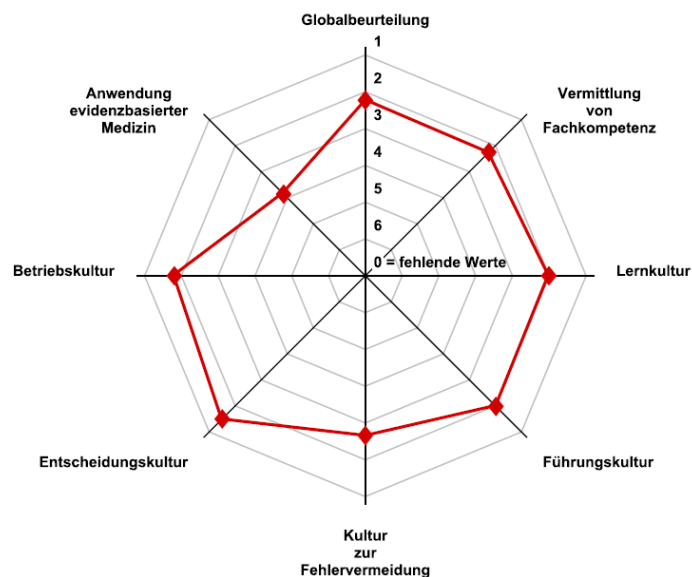 Globalbeurteilung
1
2
3
4
5
6
0 = fehlende Werte
Vermittlung
von
Fachkompetenz
Lernkultur
Führungskultur
Kultur
zur
Fehlervermeidung
Entscheidungskultur
Betriebskultur
Anwendung
evidenzbasierter
Medizin